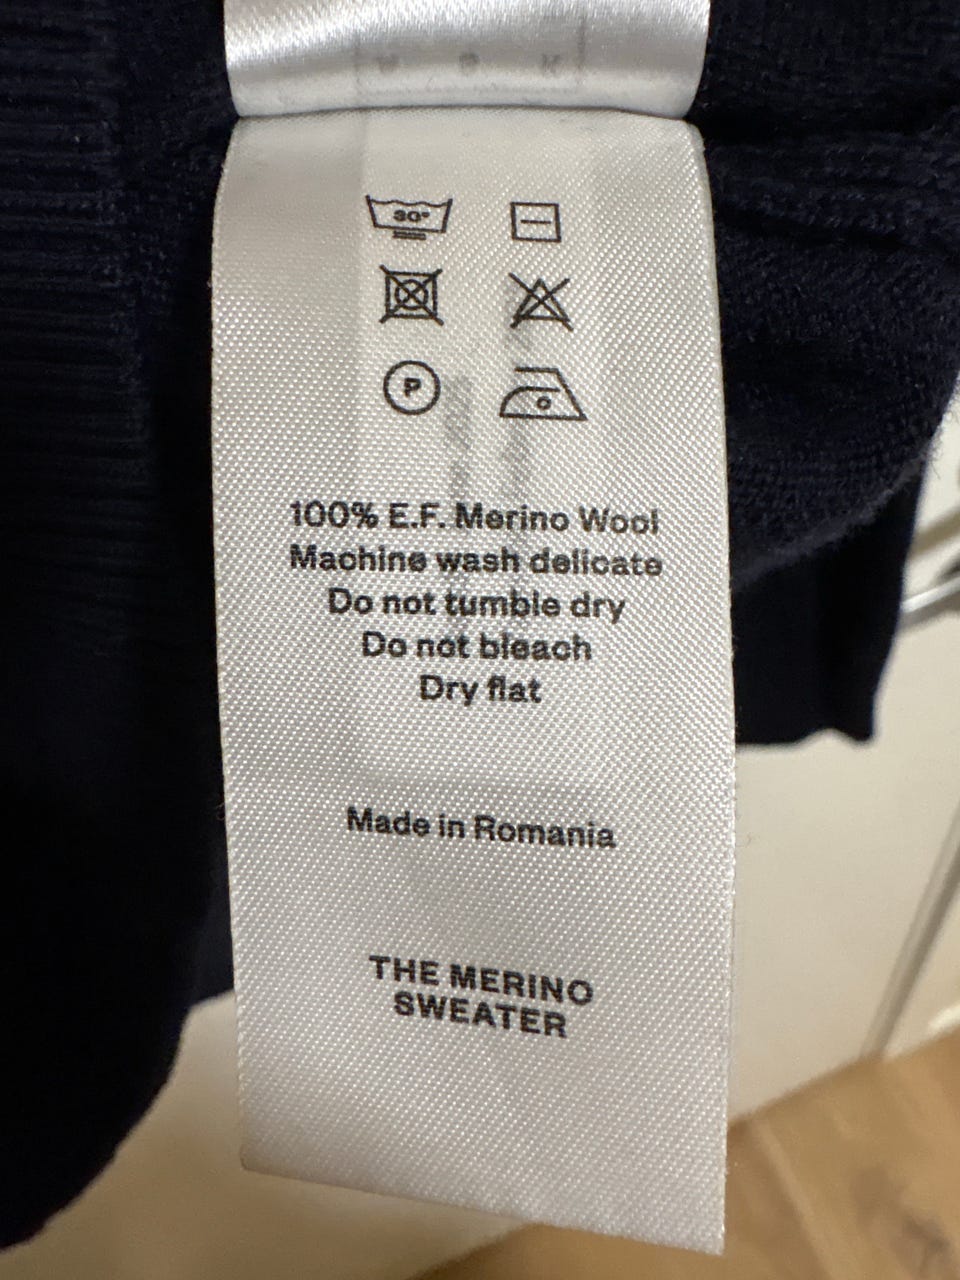 30°
P
100% E.F. Merino Wool
Machine wash delicate
Do not tumble dry
Do not bleach
Dry flat
Made in Romania
THE MERINO
SWEATER